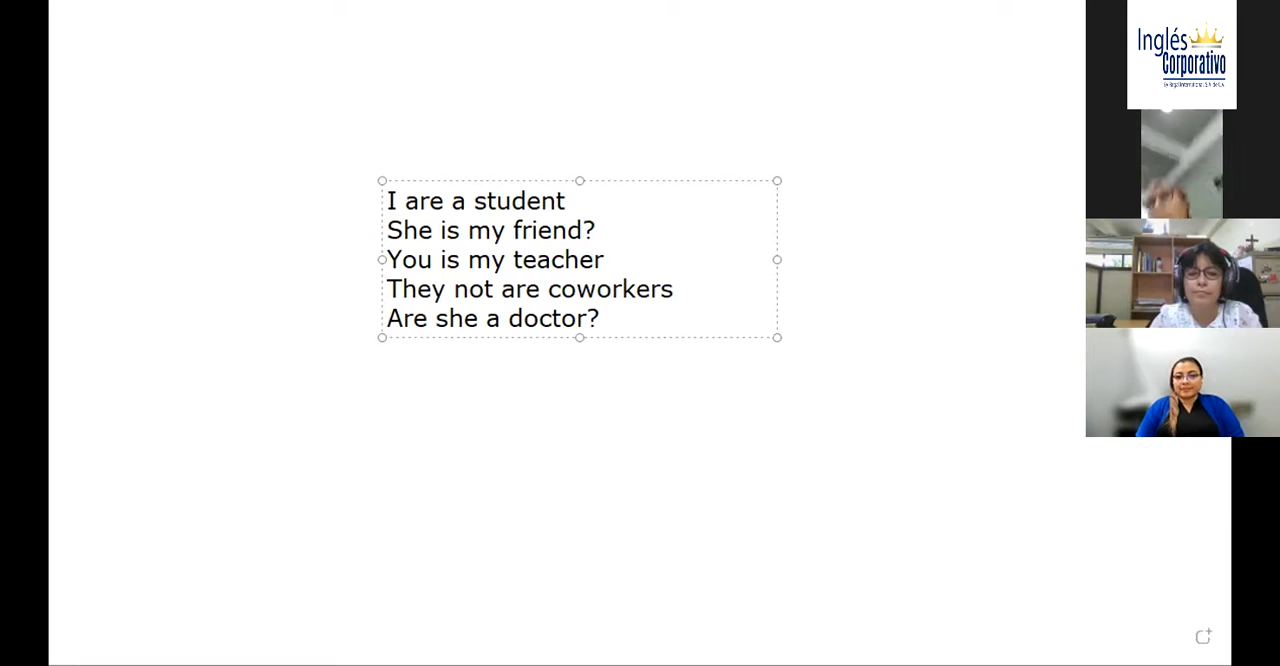 Inglés
Corporativo
I are a student
She is my friend?
You is my teacher
They not are coworkers
Are she a doctor?